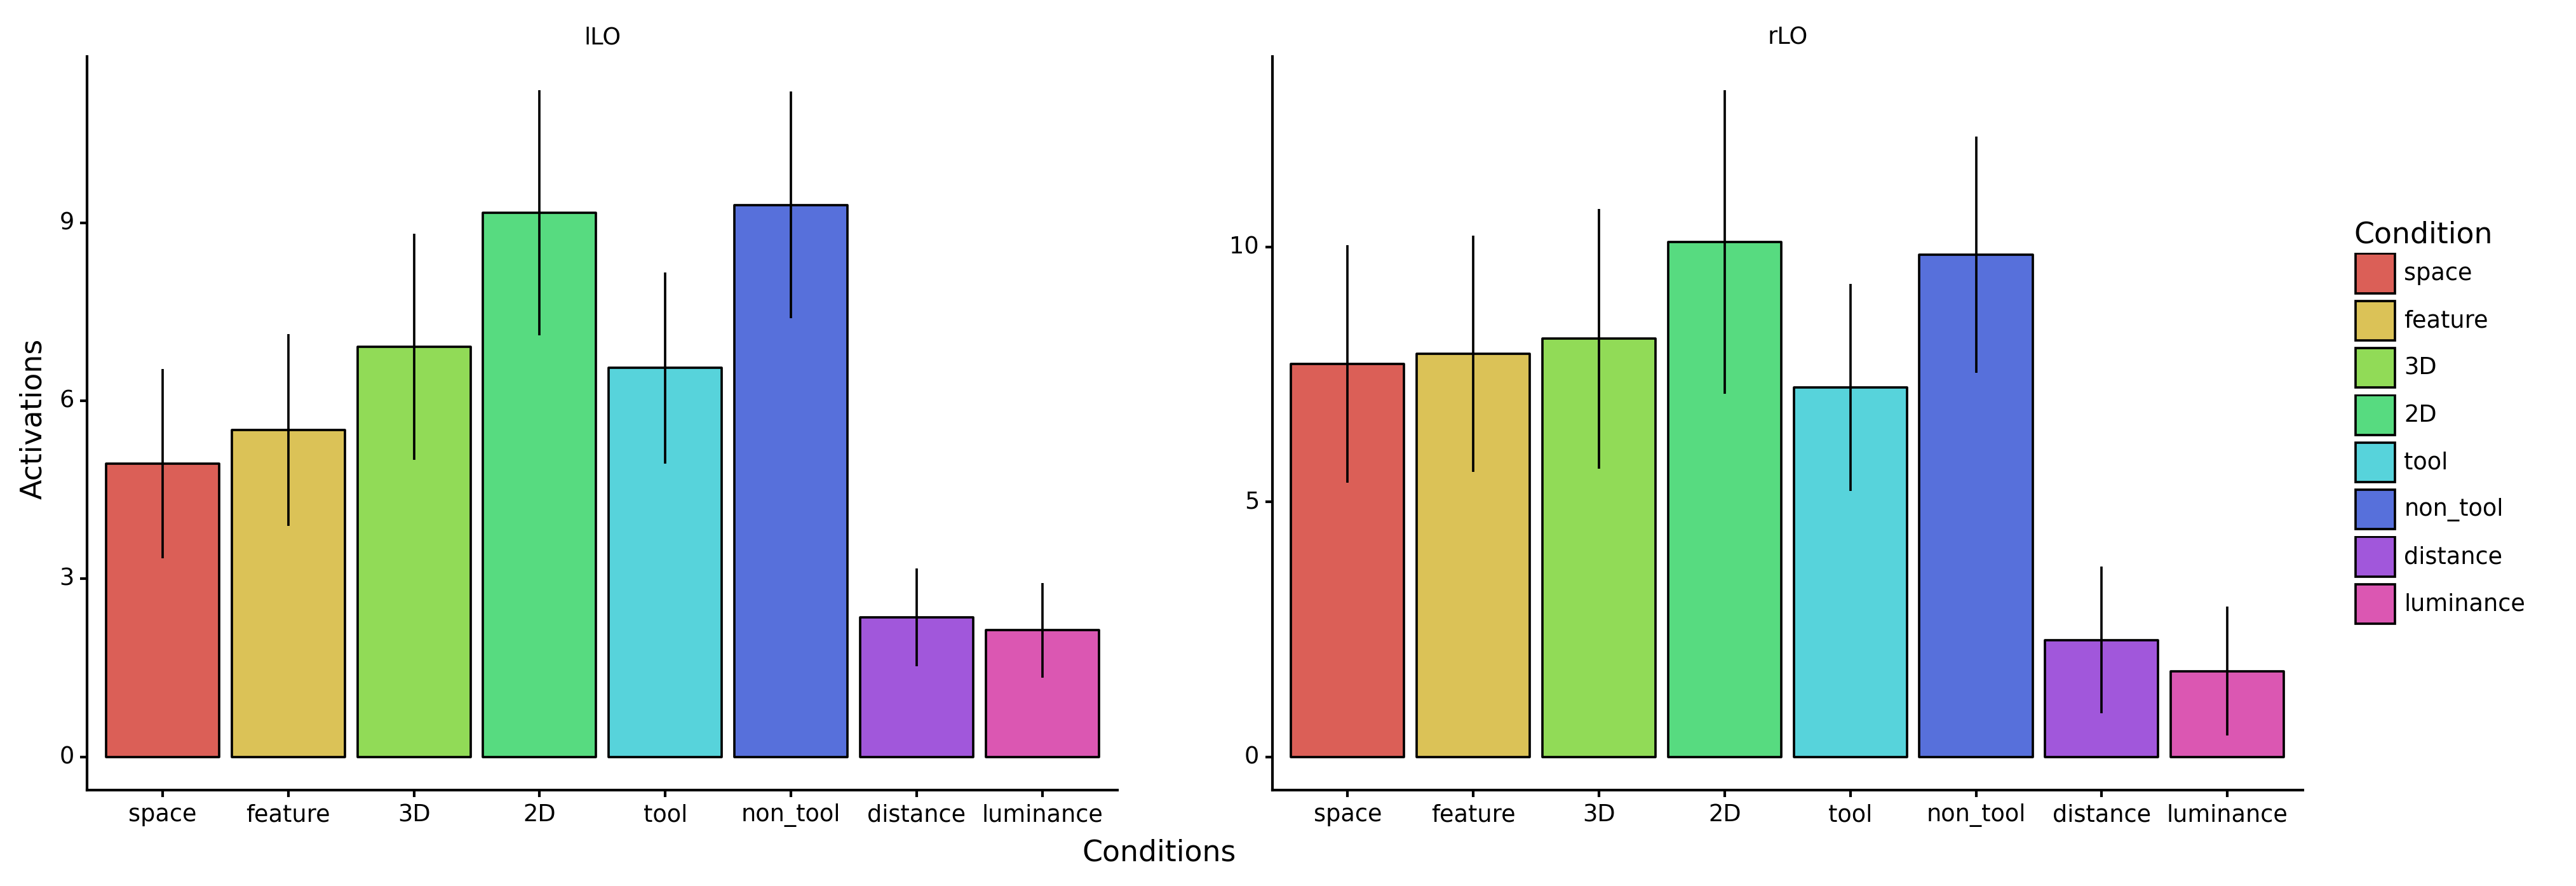 lLO
rLO
Activations
9
6
3
0
10
5
0
space feature 3D 2D tool non_tool distance luminance
space feature 3D 2D tool non_tool distance luminance
Conditions
Condition
space
feature
3D
2D
tool
non_tool
distance
luminance